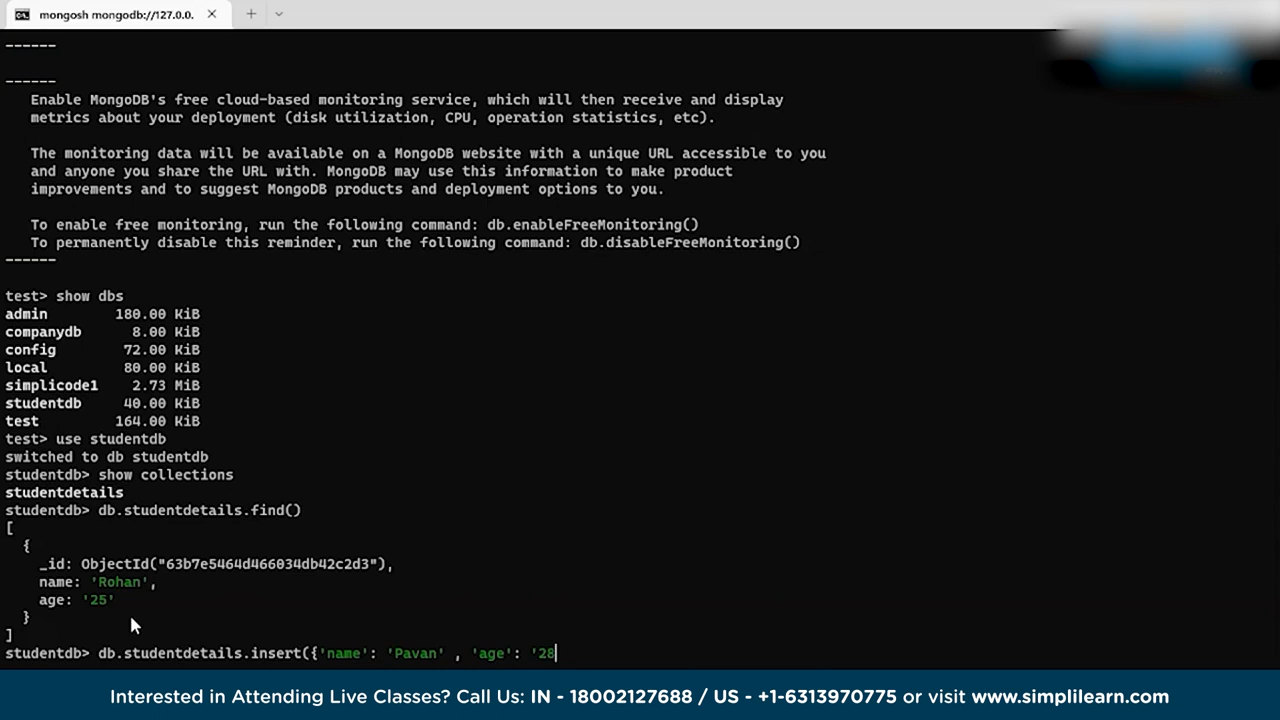 mongosh mongodb://127.0.0.
------
------
Enable MongoDB's free cloud-based monitoring service, which will then receive and display
metrics about your deployment (disk utilization, CPU, operation statistics, etc).
The monitoring data will be available on a MongoDB website with a unique URL accessible to you
and anyone you share the URL with. MongoDB may use this information to make product
improvements and to suggest MongoDB products and deployment options to you.
To enable free monitoring, run the following command: db.enableFreeMonitoring()
To permanently disable this reminder, run the following command: db.disableFreeMonitoring()
------
test> show dbs
admin 180.00 KiB
companydb 8.00 KiB
config 72.00 KiB
local 80.00 KiB
simplicode1 2.73 MiB
studentdb 40.00 KiB
test 164.00 KiB
test> use studentdb
switched to db studentdb
studentdb> show collections
studentdetails
studentdb> db.studentdetails.find()
[
{
_id: ObjectId("63b7e5464d466034db42c2d3"),
name: 'Rohan',
age: '25'
}
]
studentdb> db.studentdetails.insert({'name': 'Pavan' , 'age': '28
Interested in Attending Live Classes? Call Us: IN - 18002127688 / US - +1-6313970775 or visit www.simplilearn.com